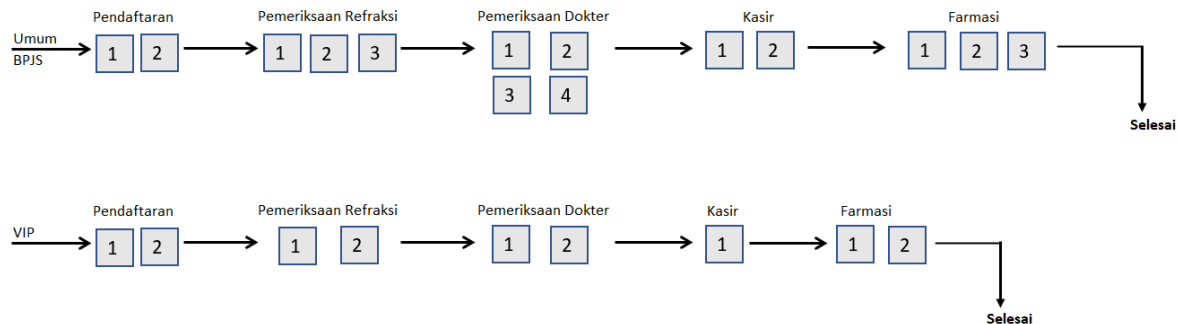 Pendaftaran
Pemeriksaan Refraksi
Pemeriksaan Dokter
Kasir
Farmasi
Umum
BPJS
1 2
1 2 3
1 2
3 4
1 2
1 2 3
Selesai
Pendaftaran
Pemeriksaan Refraksi
Pemeriksaan Dokter
Kasir
Farmasi
VIP
1 2
1 2
1 2
1
1 2
Selesai